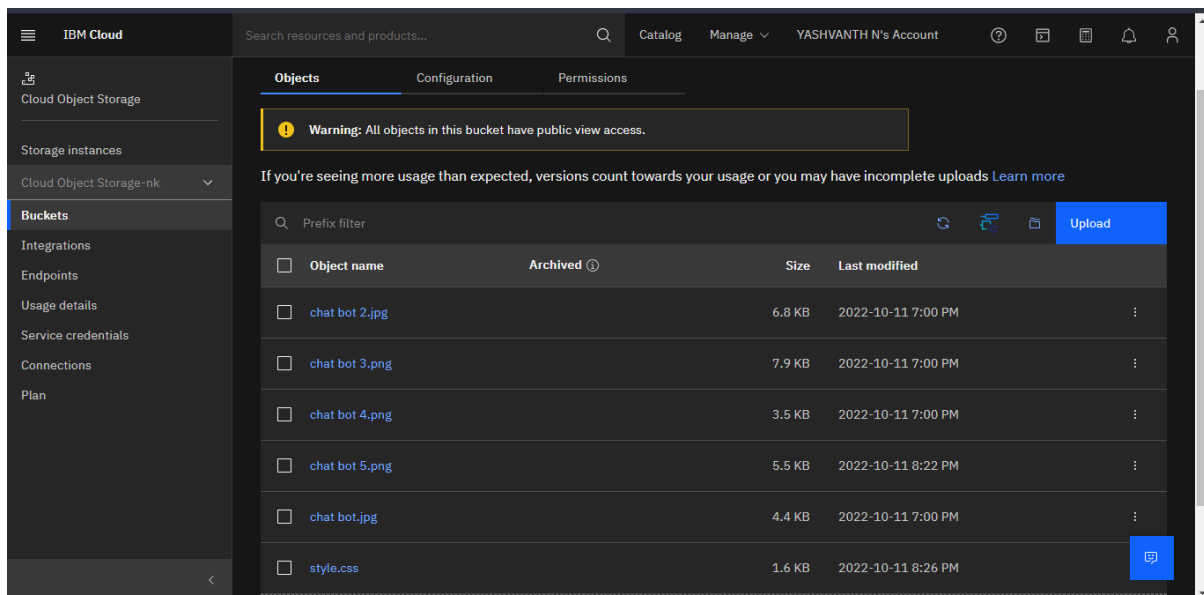 IBM Cloud
Search resources and products...
Catalog
Manage
YASHVANTH N's Account
Cloud Object Storage
Storage instances
Cloud Object Storage-nk
Buckets
Integrations
Endpoints
Usage details
Service credentials
Connections
Plan
Objects
Configuration
Permissions
Warning: All objects in this bucket have public view access.
If you're seeing more usage than expected, versions count towards your usage or you may have incomplete uploads Learn more
Prefix filter
Upload
Object name Archived Size Last modified
chat bot 2.jpg 6.8 KB 2022-10-11 7:00 PM
chat bot 3.png 7.9 KB 2022-10-11 7:00 PM
chat bot 4.png 3.5 KB 2022-10-11 7:00 PM
chat bot 5.png 5.5 KB 2022-10-11 8:22 PM
chat bot.jpg 4.4 KB 2022-10-11 7:00 PM
style.css 1.6 KB 2022-10-11 8:26 PM